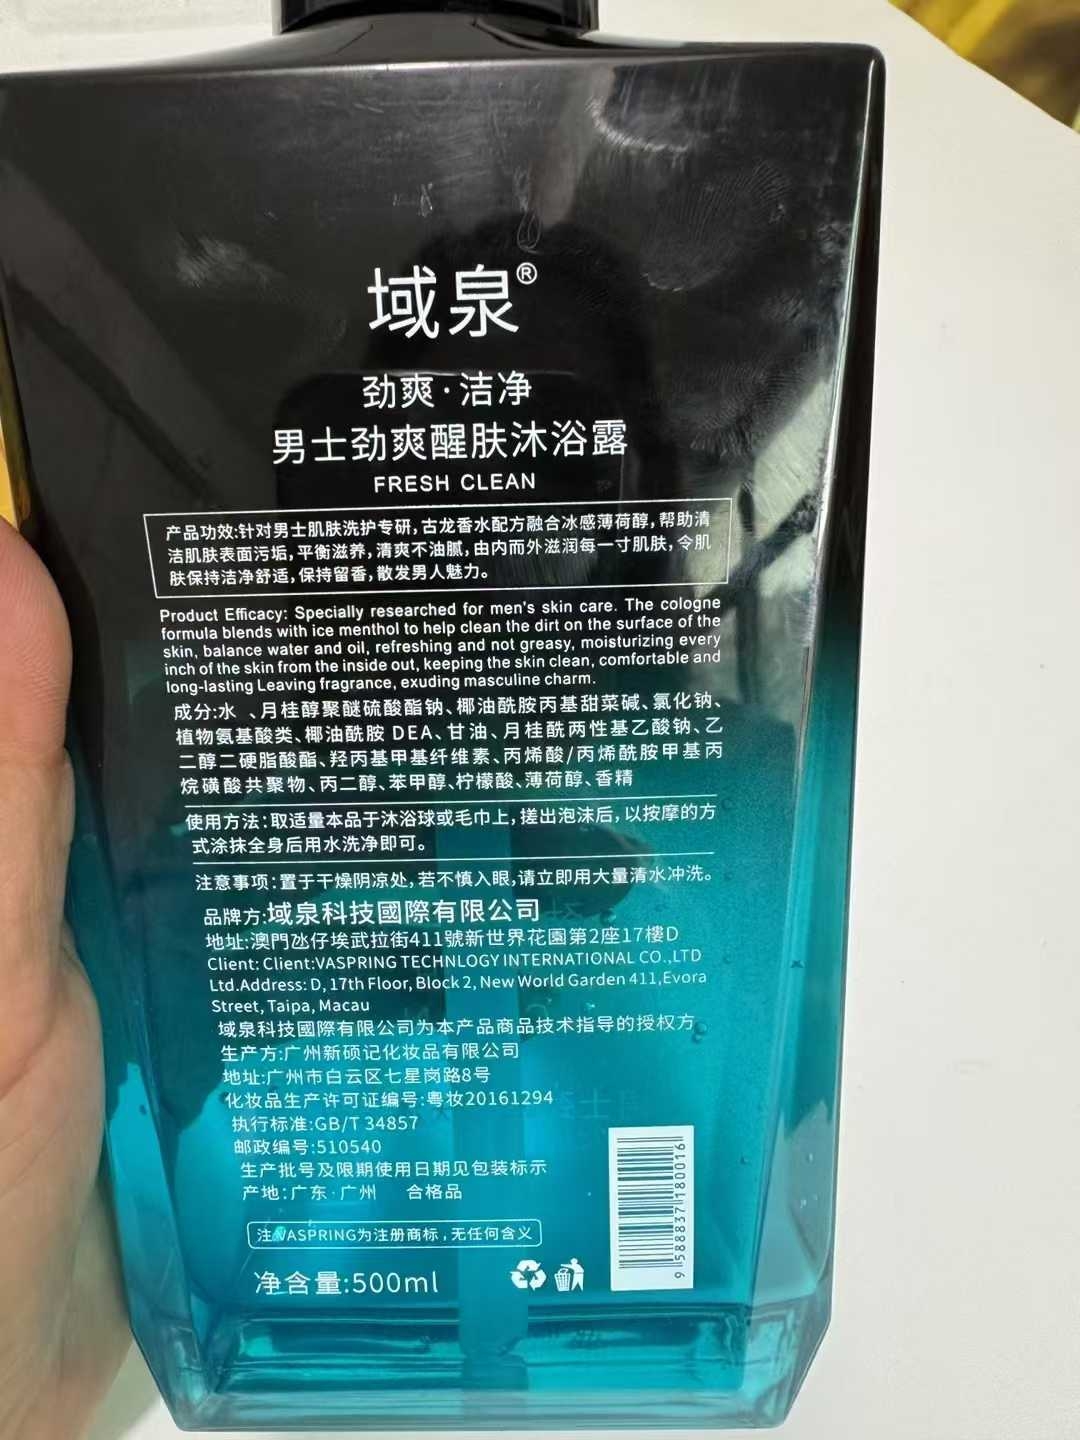 域泉®
劲爽·洁净
男士劲爽醒肤沐浴露
FRESH CLEAN
产品功效:针对男士肌肤洗护专研,古龙香水配方融合冰感薄荷醇,帮助清
洁肌肤表面污垢,平衡滋养,清爽不油腻,由内而外滋润每一寸肌肤,令肌
肤保持洁净舒适,保持留香,散发男人魅力。
Product Efficacy: Specially researched for men's skin care. The cologne
formula blends with ice menthol to help clean the dirt on the surface of the
skin, balance water and oil, refreshing and not greasy, moisturizing every
inch of the skin from the inside out, keeping the skin clean, comfortable and
long-lasting Leaving fragrance, exuding masculine charm.
成分:水 、月桂醇聚醚硫酸酯钠、椰油酰胺丙基甜菜碱、氯化钠、
植物氨基酸类、椰油酰胺 DEA、甘油、月桂酰两性基乙酸钠、乙
二醇二硬脂酸酯、羟丙基甲基纤维素、丙烯酸/丙烯酰胺甲基丙
烷磺酸共聚物、丙二醇、苯甲醇、柠檬酸、薄荷醇、香精
使用方法:取适量本品于沐浴球或毛巾上,搓出泡沫后,以按摩的方
式涂抹全身后用水洗净即可。
注意事项:置于干燥阴凉处,若不慎入眼,请立即用大量清水冲洗。
品牌方:域泉科技國際有限公司
地址:澳門氹仔埃武拉街411號新世界花園第2座17樓D
Client: Client:VASPRING TECHNLOGY INTERNATIONAL CO.,LTD
Ltd.Address: D, 17th Floor, Block 2, New World Garden 411,Evora
Street, Taipa, Macau
域泉科技國際有限公司为本产品商品技术指导的授权方
生产方:广州新硕记化妆品有限公司
地址:广州市白云区七星岗路8号
化妆品生产许可证编号:粤妆20161294
执行标准:GB/T 34857
邮政编号:510540
生产批号及限期使用日期见包装标示
产地:广东·广州 合格品
注:VASPRING为注册商标,无任何含义
净含量:500ml
9 588837 180016